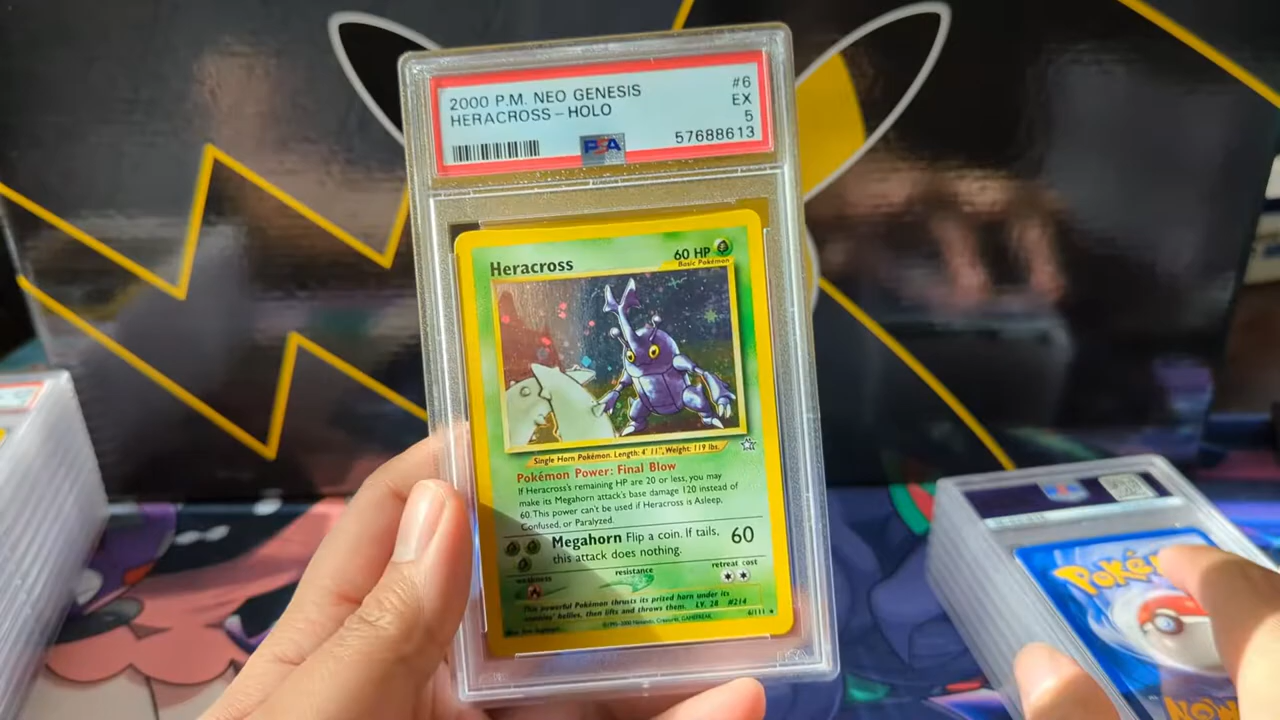 2000 P.M. NEO GENESIS #6
HERACROSS – HOLO EX
5
PSA 57688613
Heracross 60 HP
Basic Pokémon
Single Horn Pokémon. Length: 4' 11", Weight: 119 lbs.
Pokémon Power: Final Blow
If Heracross's remaining HP are 20 or less, you may
make its Megahorn attack's base damage 120 instead of
60. This power can't be used if Heracross is Asleep,
Confused, or Paralyzed.
Megahorn Flip a coin. If tails, 60
this attack does nothing.
weakness resistance retreat cost
This powerful Pokémon thrusts its prized horn under its
enemies' bellies, then lifts and throws them. LV. 28 #214
6/111
©1995-2000 Nintendo, Creatures, GAMEFREAK
Poké